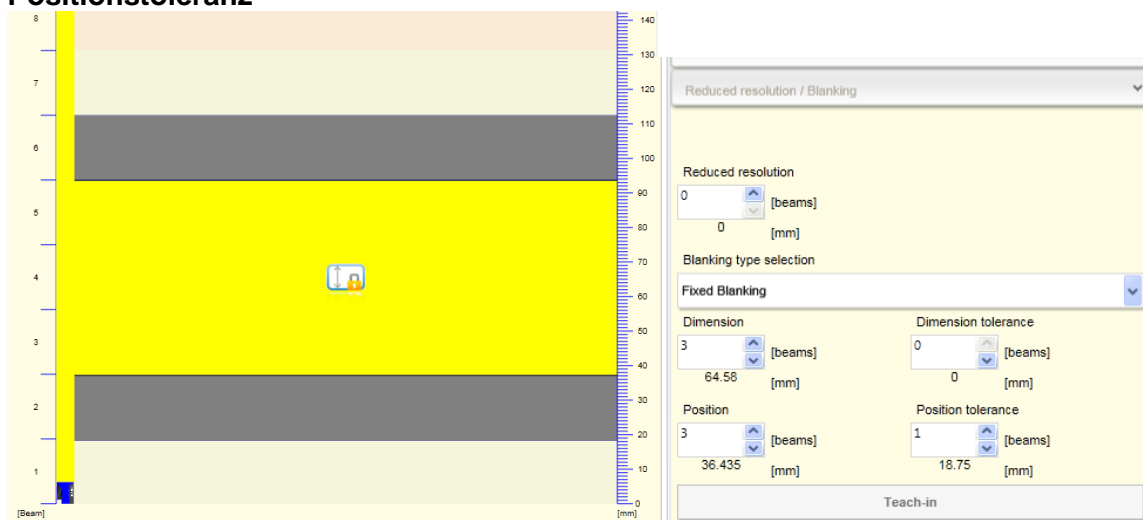 Positionstoleranz
8
7
6
5
4
3
2
1
[Beam]
140
130
120
110
100
90
80
70
60
50
40
30
20
10
0
[mm]
Reduced resolution / Blanking
Reduced resolution
0 [beams]
0 [mm]
Blanking type selection
Fixed Blanking
Dimension Dimension tolerance
3 [beams] 0 [beams]
64.58 [mm] 0 [mm]
Position Position tolerance
3 [beams] 1 [beams]
36.435 [mm] 18.75 [mm]
Teach-in